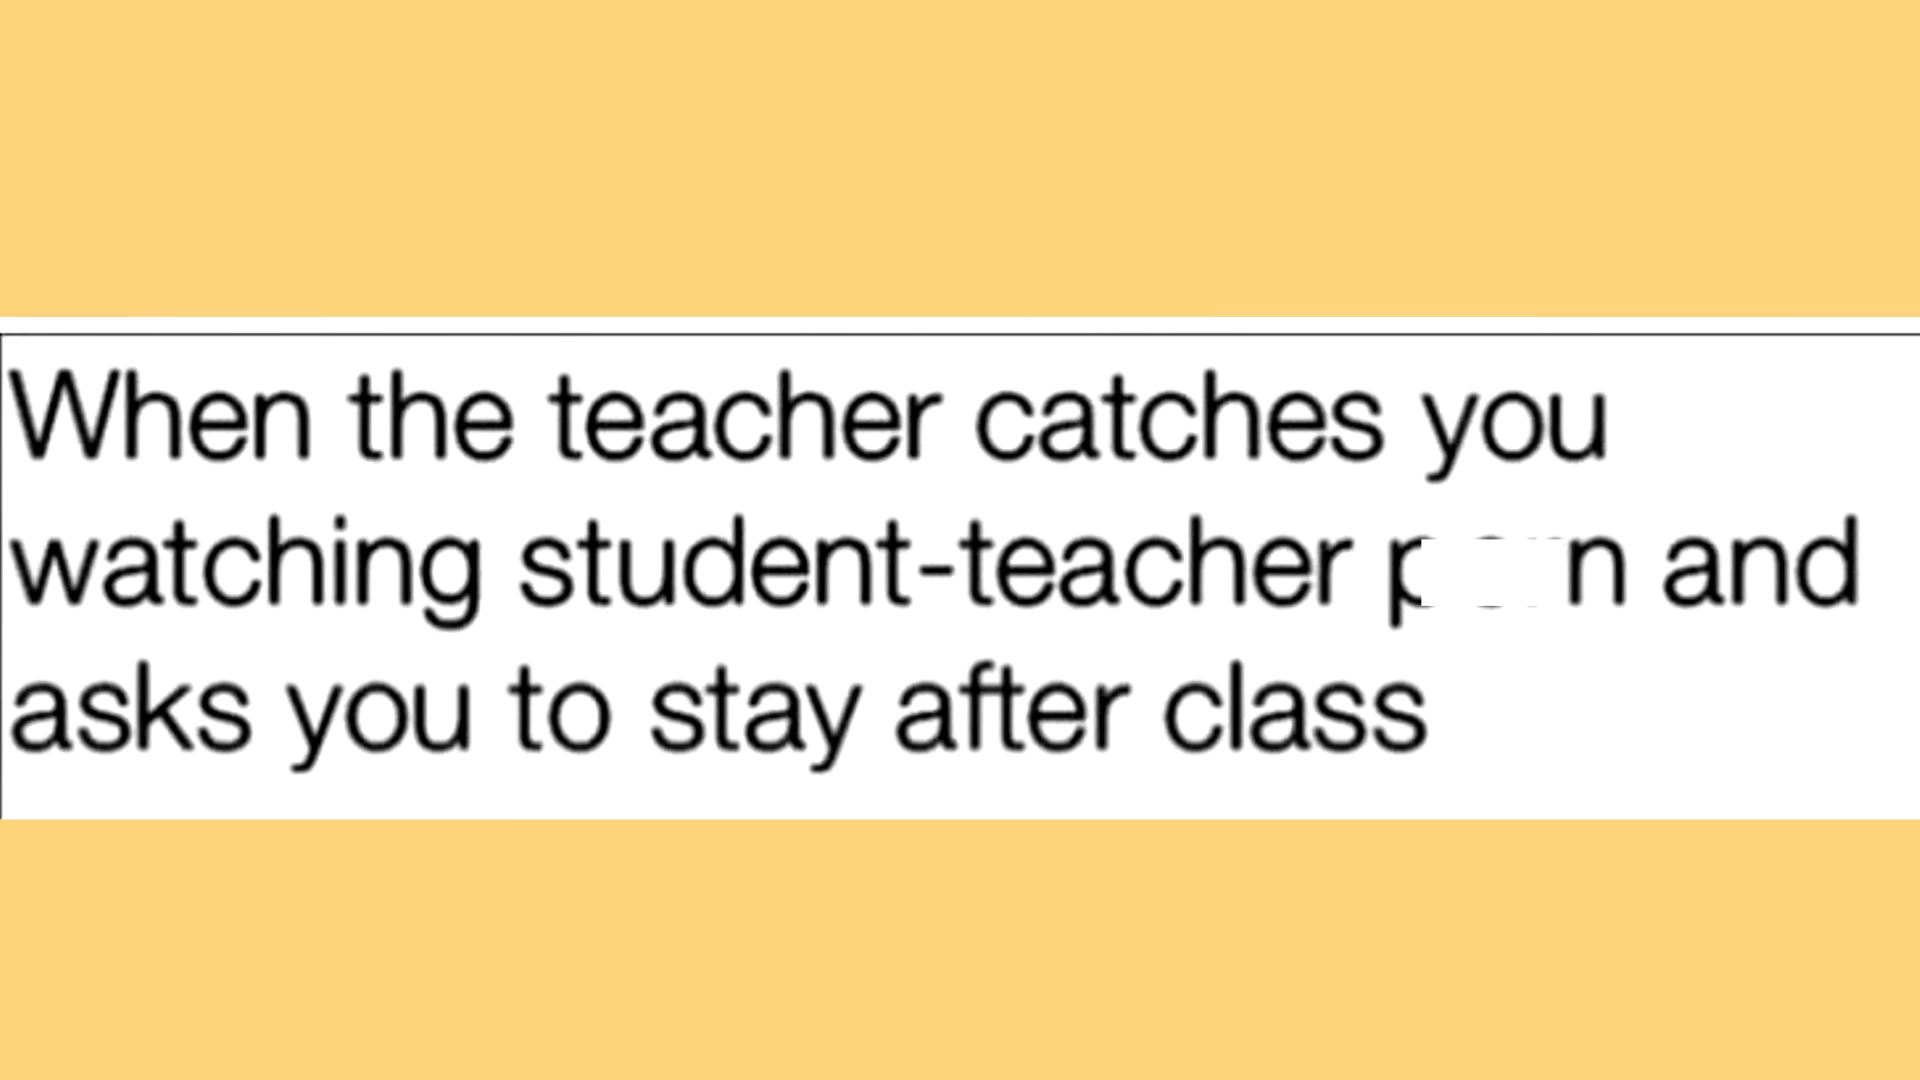 When the teacher catches you
watching student-teacher p n and
asks you to stay after class